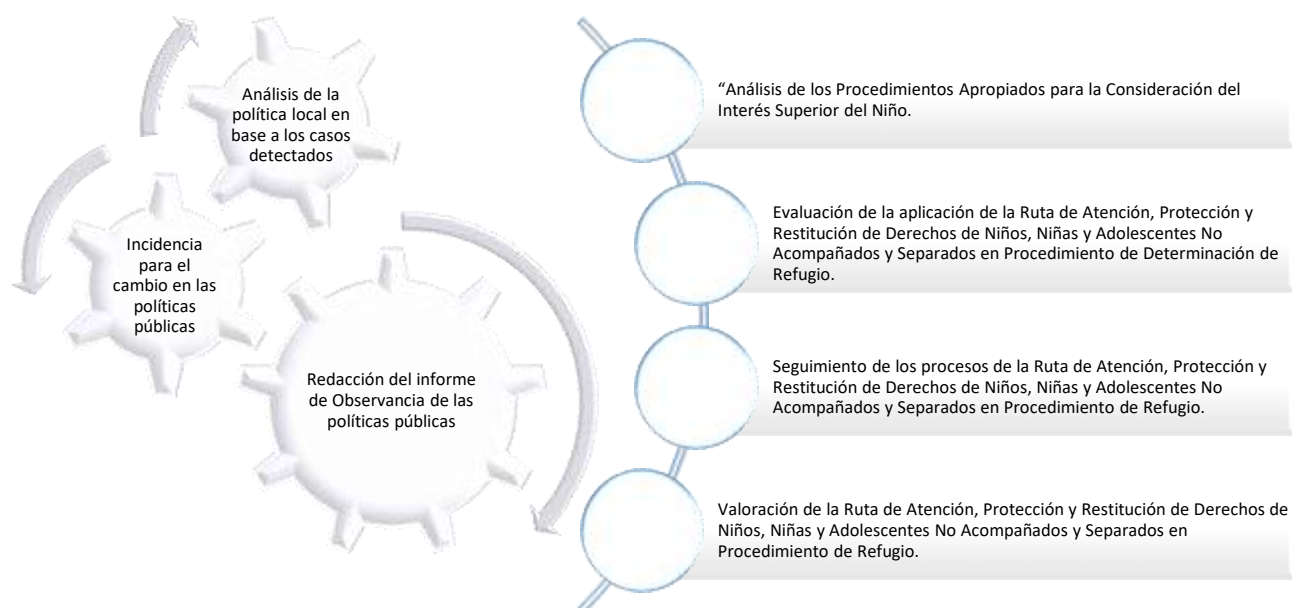 Análisis de la
política local en
base a los casos
detectados
Incidencia
para el
cambio en las
políticas
públicas
Redacción del informe
de Observancia de las
políticas públicas
“Análisis de los Procedimientos Apropiados para la Consideración del
Interés Superior del Niño.
Evaluación de la aplicación de la Ruta de Atención, Protección y
Restitución de Derechos de Niños, Niñas y Adolescentes No
Acompañados y Separados en Procedimiento de Determinación de
Refugio.
Seguimiento de los procesos de la Ruta de Atención, Protección y
Restitución de Derechos de Niños, Niñas y Adolescentes No
Acompañados y Separados en Procedimiento de Refugio.
Valoración de la Ruta de Atención, Protección y Restitución de Derechos de
Niños, Niñas y Adolescentes No Acompañados y Separados en
Procedimiento de Refugio.